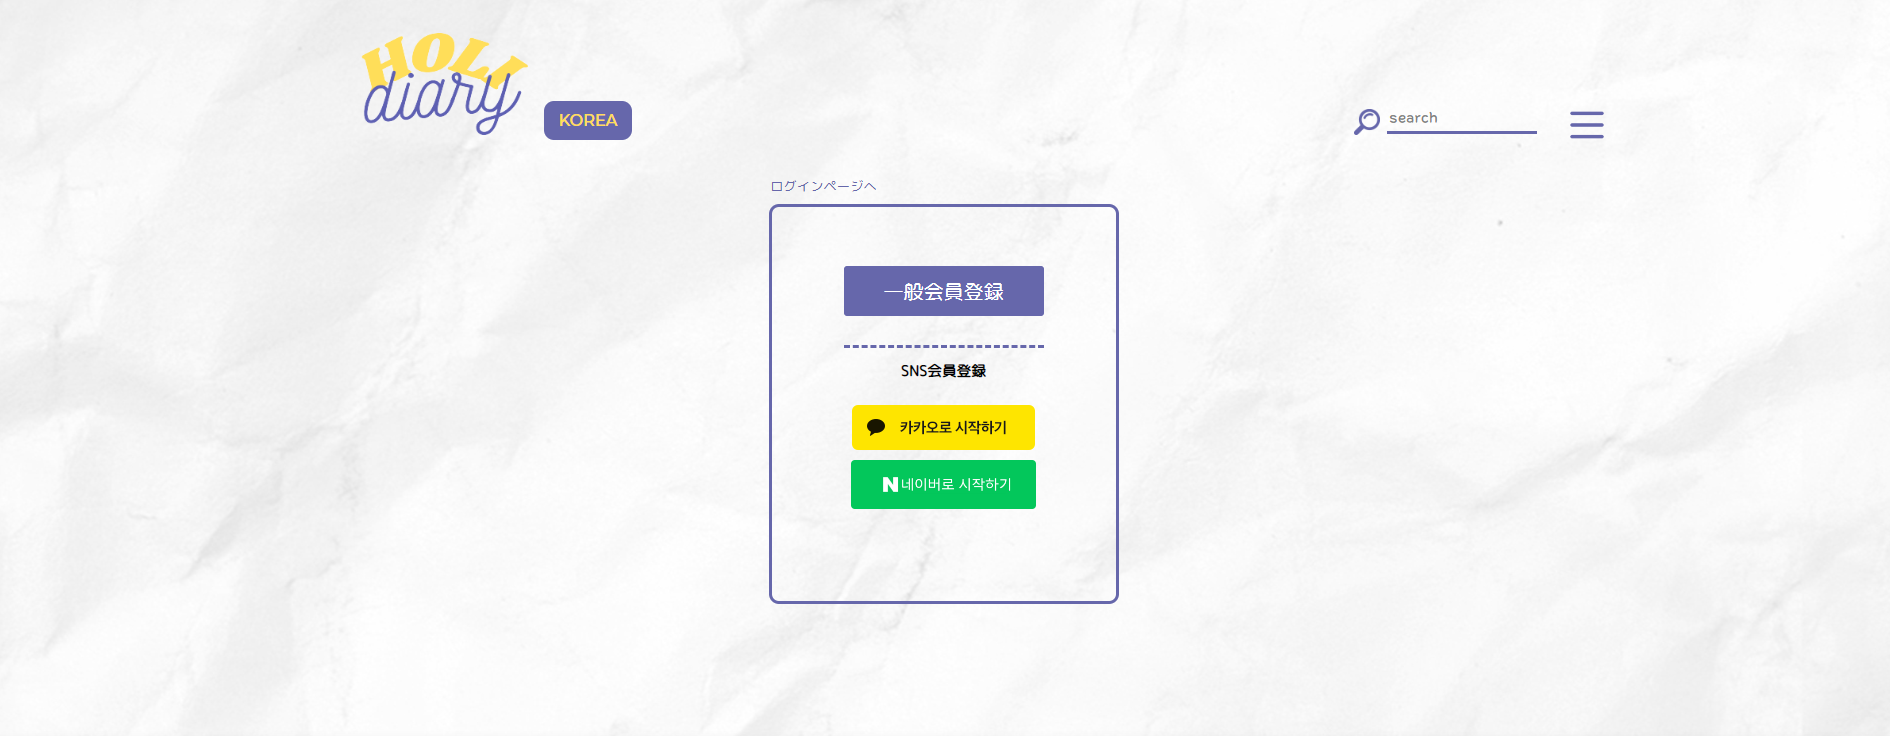 HOLI
diary
KOREA
search
ログインページへ
一般会員登録
SNS会員登録
카카오로 시작하기
N 네이버로 시작하기